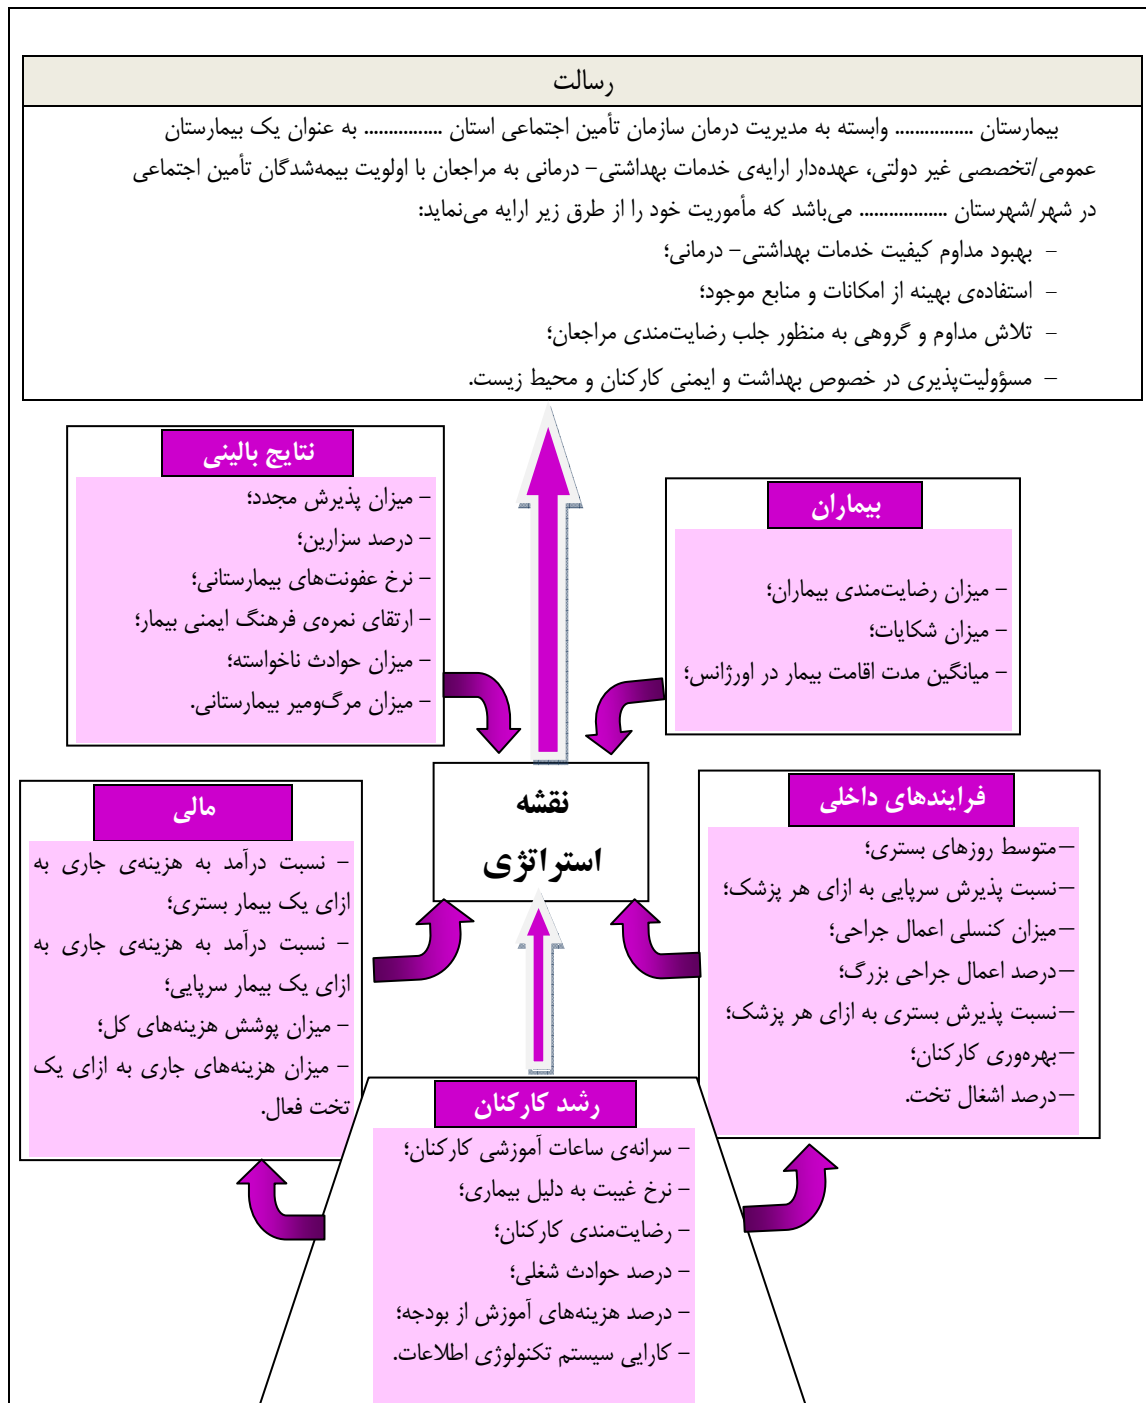 رسالت
بیمارستان ................ وابسته به مدیریت درمان سازمان تأمین اجتماعی استان ................ به عنوان یک بیمارستان
عمومی/تخصصی غیر دولتی، عهده‌دار ارایه‌ی خدمات بهداشتی- درمانی به مراجعان با اولویت بیمه‌شدگان تأمین اجتماعی
در شهر/شهرستان .................. می‌باشد که مأموریت خود را از طرق زیر ارایه می‌نماید:
- بهبود مداوم کیفیت خدمات بهداشتی- درمانی؛
- استفاده‌ی بهینه از امکانات و منابع موجود؛
- تلاش مداوم و گروهی به منظور جلب رضایت‌مندی مراجعان؛
- مسؤولیت‌پذیری در خصوص بهداشت و ایمنی کارکنان و محیط زیست.
بیماران
- میزان رضایت‌مندی بیماران؛
- میزان شکایات؛
- میانگین مدت اقامت بیمار در اورژانس؛
نتایج بالینی
- میزان پذیرش مجدد؛
- درصد سزارین؛
- نرخ عفونت‌های بیمارستانی؛
- ارتقای نمره‌ی فرهنگ ایمنی بیمار؛
- میزان حوادث ناخواسته؛
- میزان مرگ‌ومیر بیمارستانی.
نقشه
استراتژی
فرایندهای داخلی
-متوسط روزهای بستری؛
-نسبت پذیرش سرپایی به ازای هر پزشک؛
-میزان کنسلی اعمال جراحی؛
-درصد اعمال جراحی بزرگ؛
-نسبت پذیرش بستری به ازای هر پزشک؛
-بهره‌وری کارکنان؛
-درصد اشغال تخت.
مالی
- نسبت درآمد به هزینه‌ی جاری به
ازای یک بیمار بستری؛
- نسبت درآمد به هزینه‌ی جاری به
ازای یک بیمار سرپایی؛
- میزان پوشش هزینه‌های کل؛
- میزان هزینه‌های جاری به ازای یک
تخت فعال.
رشد کارکنان
- سرانه‌ی ساعات آموزشی کارکنان؛
- نرخ غیبت به دلیل بیماری؛
- رضایت‌مندی کارکنان؛
- درصد حوادث شغلی؛
- درصد هزینه‌های آموزش از بودجه؛
- کارایی سیستم تکنولوژی اطلاعات.